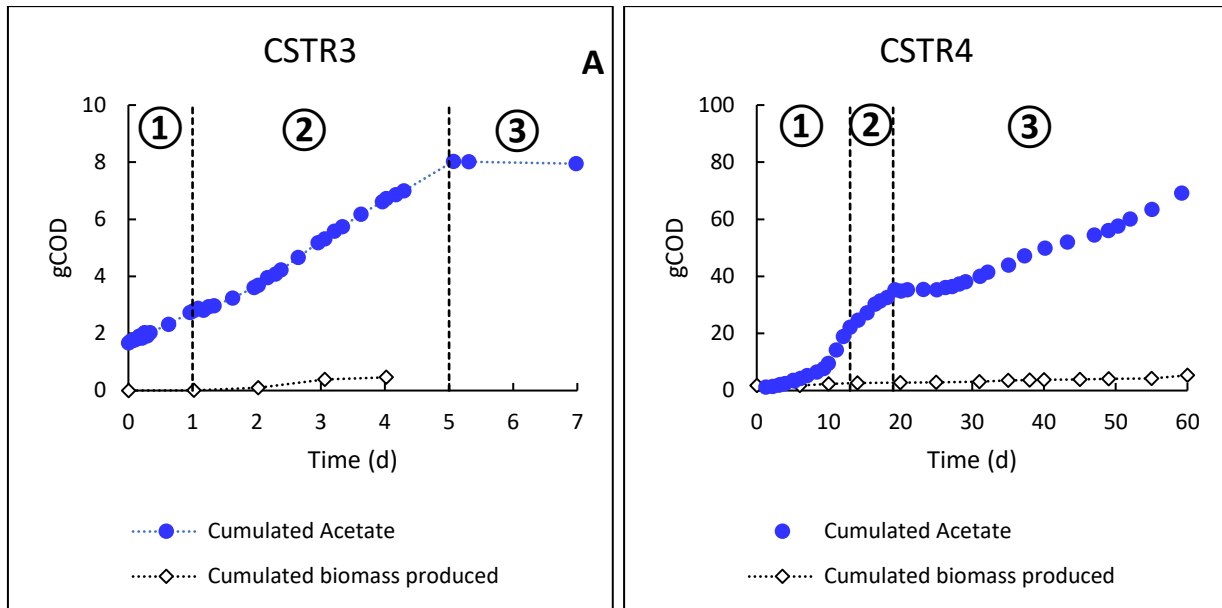 CSTR3
A
10
8
6
4
2
0
gCOD
① ② ③
0 1 2 3 4 5 6 7
Time (d)
Cumulated Acetate
Cumulated biomass produced
CSTR4
100
80
60
40
20
0
gCOD
① ② ③
0 10 20 30 40 50 60
Time (d)
Cumulated Acetate
Cumulated biomass produced